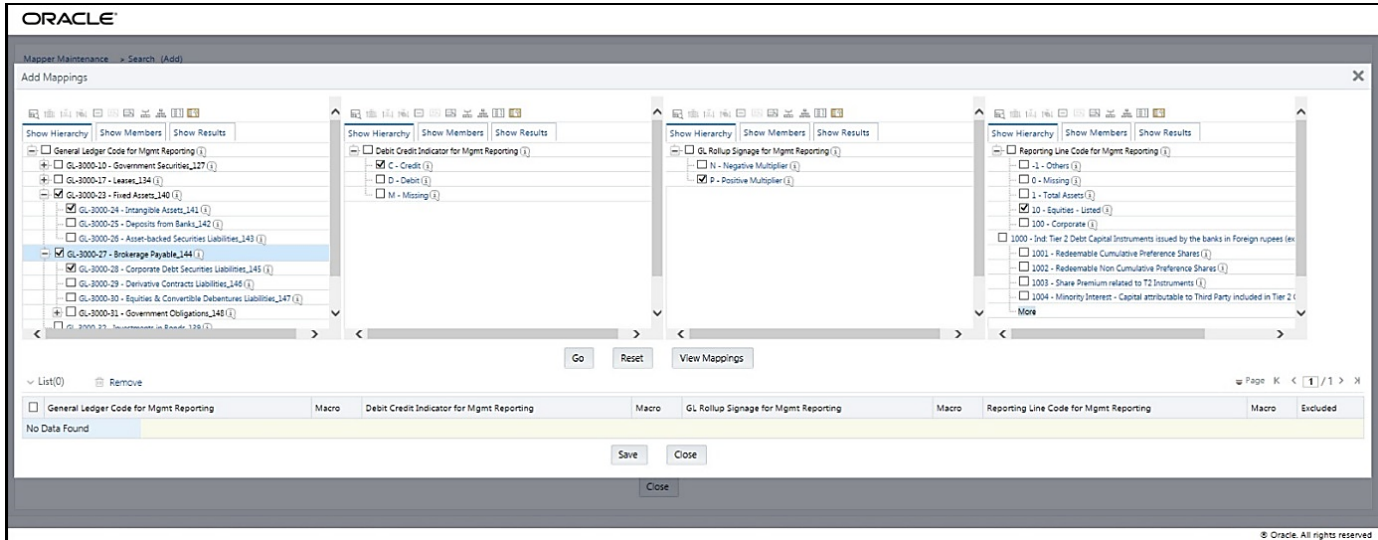 ORACLE
Mapper Maintenance > Search (Add)
Add Mappings
Show Hierarchy Show Members Show Results
General Ledger Code for Mgmt Reporting
GL-3000-10 - Government Securities_127
GL-3000-17 - Leases_134
GL-3000-23 - Fixed Assets_140
GL-3000-24 - Intangible Assets_141
GL-3000-25 - Deposits from Banks_142
GL-3000-26 - Asset-backed Securities Liabilities_143
GL-3000-27 - Brokerage Payable_144
GL-3000-28 - Corporate Debt Securities Liabilities_145
GL-3000-29 - Derivative Contracts Liabilities_146
GL-3000-30 - Equities & Convertible Debentures Liabilities_147
GL-3000-31 - Government Obligations_148
GL-3000-32 - Investments in Bonds_139
Show Hierarchy Show Members Show Results
Debit Credit Indicator for Mgmt Reporting
C - Credit
D - Debit
M - Missing
Show Hierarchy Show Members Show Results
GL Rollup Signage for Mgmt Reporting
N - Negative Multiplier
P - Positive Multiplier
Show Hierarchy Show Members Show Results
Reporting Line Code for Mgmt Reporting
-1 - Others
0 - Missing
1 - Total Assets
10 - Equities - Listed
100 - Corporate
1000 - Ind: Tier 2 Debt Capital Instruments issued by the banks in Foreign rupees (ex
1001 - Redeemable Cumulative Preference Shares
1002 - Redeemable Non Cumulative Preference Shares
1003 - Share Premium related to T2 Instruments
1004 - Minority Interest - Capital attributable to Third Party included in Tier 2
More
Go Reset View Mappings
List(0) Remove Page 1 / 1
General Ledger Code for Mgmt Reporting Macro Debit Credit Indicator for Mgmt Reporting Macro GL Rollup Signage for Mgmt Reporting Macro Reporting Line Code for Mgmt Reporting Macro Excluded
No Data Found
Save Close
Close
© Oracle. All rights reserved